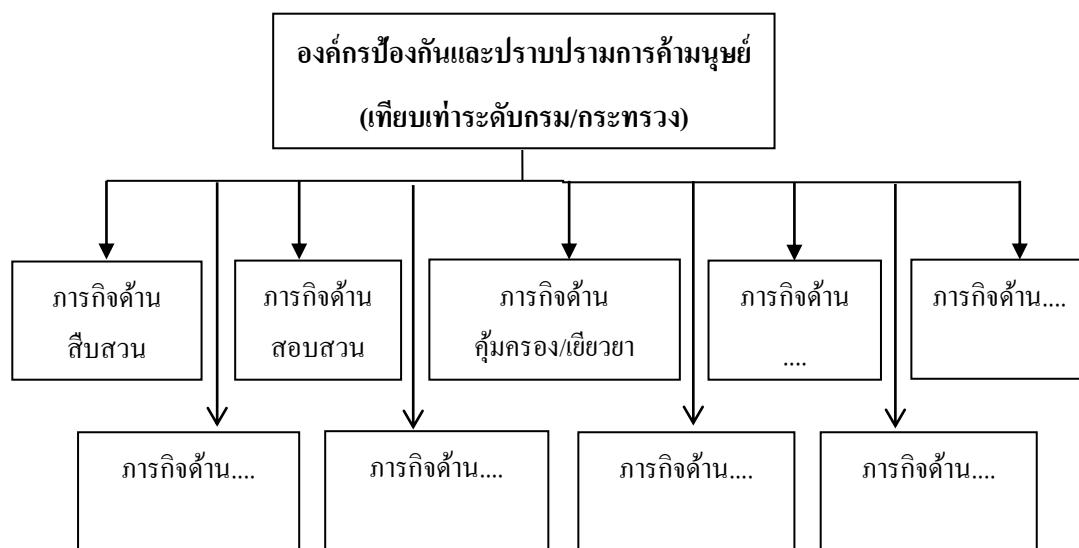 องค์กรป้องกันและปราบปรามการค้ามนุษย์
(เทียบเท่าระดับกรม/กระทรวง)
ภารกิจด้าน
สืบสวน
ภารกิจด้าน
สอบสวน
ภารกิจด้าน
คุ้มครอง/เยียวยา
ภารกิจด้าน
....
ภารกิจด้าน....
ภารกิจด้าน....
ภารกิจด้าน....
ภารกิจด้าน....
ภารกิจด้าน....